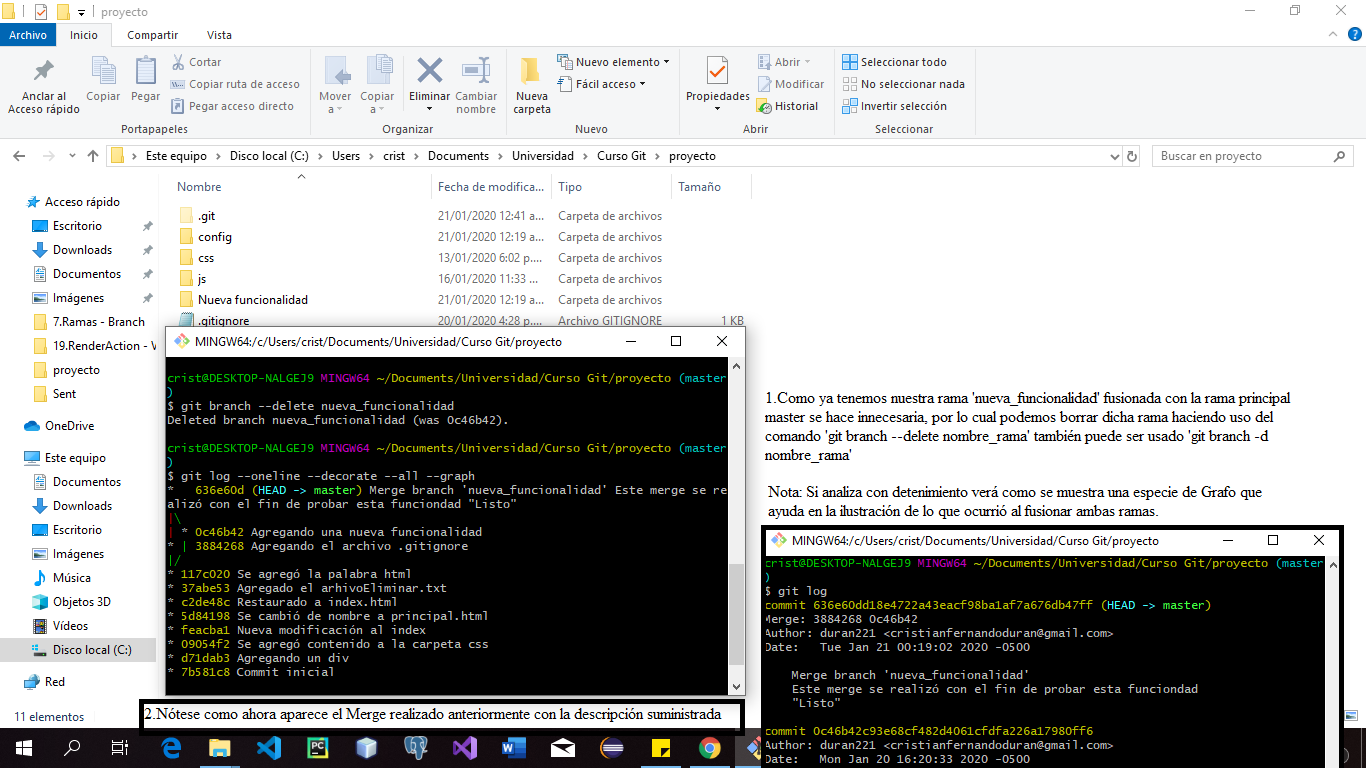 proyecto
Archivo Inicio Compartir Vista
Anclar al Acceso rápido
Copiar
Pegar
Cortar
Copiar ruta de acceso
Pegar acceso directo
Portapapeles
Mover a
Copiar a
Eliminar
Cambiar nombre
Organizar
Nueva carpeta
Nuevo elemento
Fácil acceso
Nuevo
Propiedades
Abrir
Modificar
Historial
Abrir
Seleccionar todo
No seleccionar nada
Invertir selección
Seleccionar
Este equipo > Disco local (C:) > Users > crist > Documents > Universidad > Curso Git > proyecto
Buscar en proyecto
Acceso rápido
Escritorio
Downloads
Documentos
Imágenes
7.Ramas - Branch
19.RenderAction - V
proyecto
Sent
OneDrive
Este equipo
Documentos
Downloads
Escritorio
Imágenes
Música
Objetos 3D
Vídeos
Disco local (C:)
Red
11 elementos
Nombre Fecha de modifica... Tipo Tamaño
.git 21/01/2020 12:41 a... Carpeta de archivos
config 21/01/2020 12:19 a... Carpeta de archivos
css 13/01/2020 6:02 p.... Carpeta de archivos
js 16/01/2020 11:33 ... Carpeta de archivos
Nueva funcionalidad 21/01/2020 12:19 a... Carpeta de archivos
.gitignore 20/01/2020 4:28 p.... Archivo GITIGNORE 1 KB
MINGW64:/c/Users/crist/Documents/Universidad/Curso Git/proyecto
crist@DESKTOP-NALGEJ9 MINGW64 ~/Documents/Universidad/Curso Git/proyecto (master
)
$ git branch --delete nueva_funcionalidad
Deleted branch nueva_funcionalidad (was 0c46b42).
crist@DESKTOP-NALGEJ9 MINGW64 ~/Documents/Universidad/Curso Git/proyecto (master
)
$ git log --oneline --decorate --all --graph
*   636e60d (HEAD -> master) Merge branch 'nueva_funcionalidad' Este merge se re
alizó con el fin de probar esta funciondad "Listo"
|\
| * 0c46b42 Agregando una nueva funcionalidad
* | 3884268 Agregando el archivo .gitignore
|/
* 117c020 Se agregó la palabra html
* 37abe53 Agregado el arhivoEliminar.txt
* c2de48c Restaurado a index.html
* 5d84198 Se cambió de nombre a principal.html
* feacba1 Nueva modificación al index
* 09054f2 Se agregó contenido a la carpeta css
* d71dab3 Agregando un div
* 7b581c8 Commit inicial
2.Nótese como ahora aparece el Merge realizado anteriormente con la descripción suministrada
1.Como ya tenemos nuestra rama 'nueva_funcionalidad' fusionada con la rama principal
master se hace innecesaria, por lo cual podemos borrar dicha rama haciendo uso del
comando 'git branch --delete nombre_rama' también puede ser usado 'git branch -d
nombre_rama'
Nota: Si analiza con detenimiento verá como se muestra una especie de Grafo que
ayuda en la ilustración de lo que ocurrió al fusionar ambas ramas.
MINGW64:/c/Users/crist/Documents/Universidad/Curso Git/proyecto
crist@DESKTOP-NALGEJ9 MINGW64 ~/Documents/Universidad/Curso Git/proyecto (master
)
$ git log
commit 636e60dd18e4722a43eacf98ba1af7a676db47ff (HEAD -> master)
Merge: 3884268 0c46b42
Author: duran221 <cristianfernandoduran@gmail.com>
Date:   Tue Jan 21 00:19:02 2020 -0500
Merge branch 'nueva_funcionalidad'
Este merge se realizó con el fin de probar esta funciondad
"Listo"
commit 0c46b42c93e68cf482d4061cfdfa226a17980ff6
Author: duran221 <cristianfernandoduran@gmail.com>
Date:   Mon Jan 20 16:20:33 2020 -0500